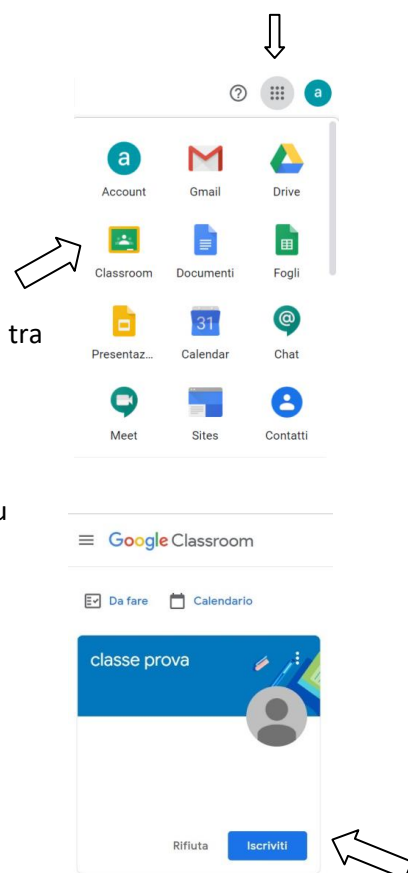 a
a
Account Gmail Drive
Classroom Documenti Fogli
tra
31
Presentaz... Calendar Chat
Meet Sites Contatti
u
Google Classroom
Da fare Calendario
classe prova
Rifiuta Iscriviti